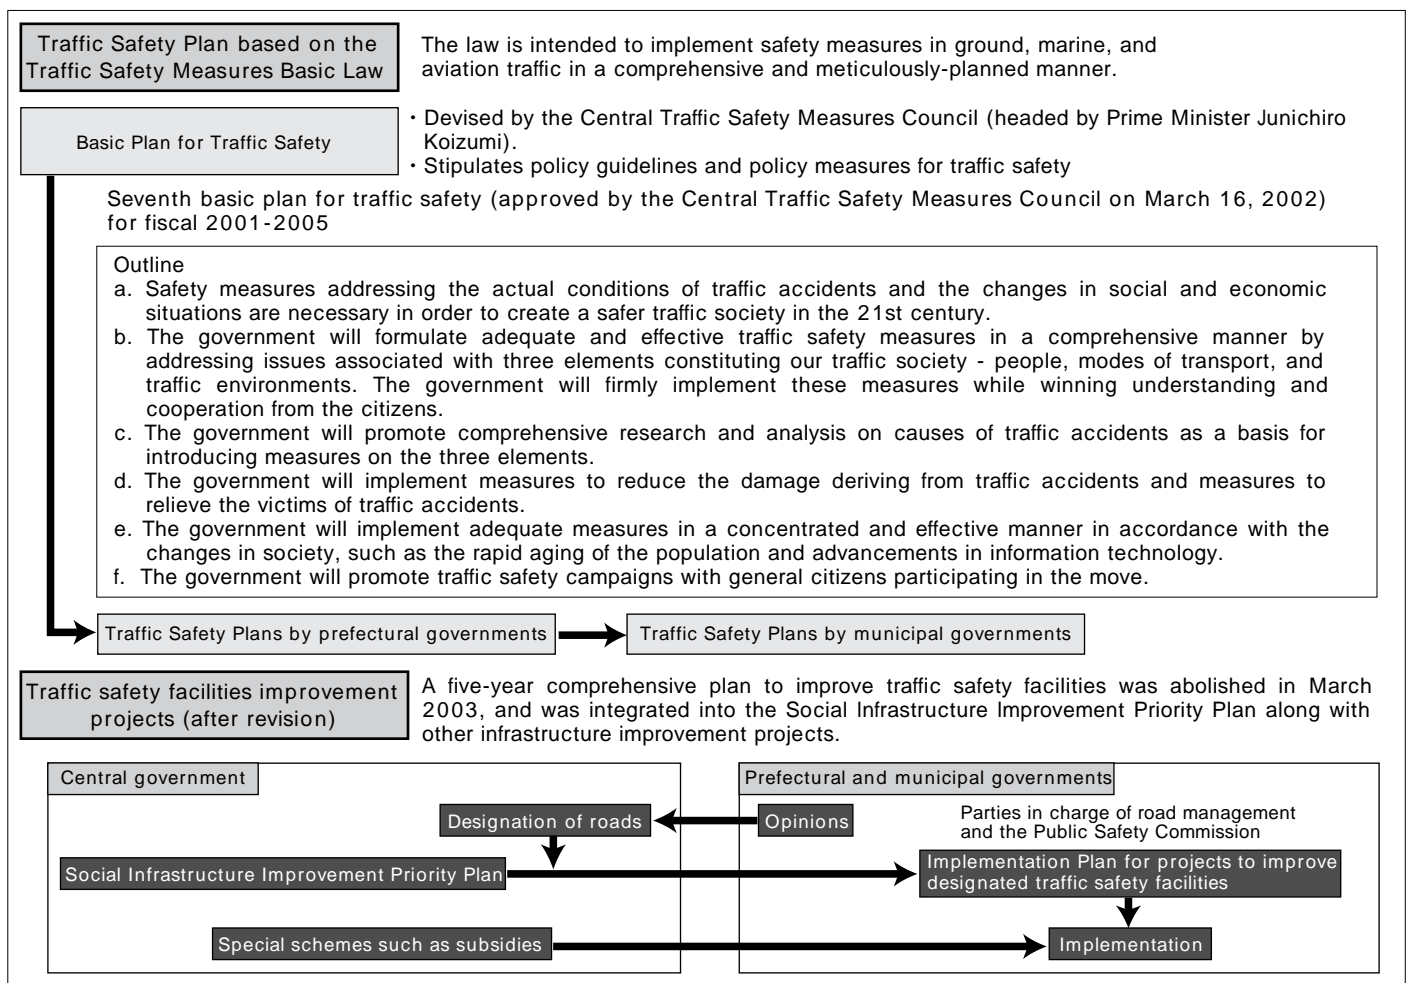 Traffic Safety Plan based on the
Traffic Safety Measures Basic Law
The law is intended to implement safety measures in ground, marine, and
aviation traffic in a comprehensive and meticulously-planned manner.
Basic Plan for Traffic Safety
・Devised by the Central Traffic Safety Measures Council (headed by Prime Minister Junichiro
Koizumi).
・Stipulates policy guidelines and policy measures for traffic safety
Seventh basic plan for traffic safety (approved by the Central Traffic Safety Measures Council on March 16, 2002)
for fiscal 2001-2005
Outline
a. Safety measures addressing the actual conditions of traffic accidents and the changes in social and economic
situations are necessary in order to create a safer traffic society in the 21st century.
b. The government will formulate adequate and effective traffic safety measures in a comprehensive manner by
addressing issues associated with three elements constituting our traffic society - people, modes of transport, and
traffic environments. The government will firmly implement these measures while winning understanding and
cooperation from the citizens.
c. The government will promote comprehensive research and analysis on causes of traffic accidents as a basis for
introducing measures on the three elements.
d. The government will implement measures to reduce the damage deriving from traffic accidents and measures to
relieve the victims of traffic accidents.
e. The government will implement adequate measures in a concentrated and effective manner in accordance with the
changes in society, such as the rapid aging of the population and advancements in information technology.
f. The government will promote traffic safety campaigns with general citizens participating in the move.
Traffic Safety Plans by prefectural governments
Traffic Safety Plans by municipal governments
Traffic safety facilities improvement
projects (after revision)
A five-year comprehensive plan to improve traffic safety facilities was abolished in March
2003, and was integrated into the Social Infrastructure Improvement Priority Plan along with
other infrastructure improvement projects.
Central government
Prefectural and municipal governments
Designation of roads
Opinions
Parties in charge of road management
and the Public Safety Commission
Social Infrastructure Improvement Priority Plan
Implementation Plan for projects to improve
designated traffic safety facilities
Special schemes such as subsidies
Implementation